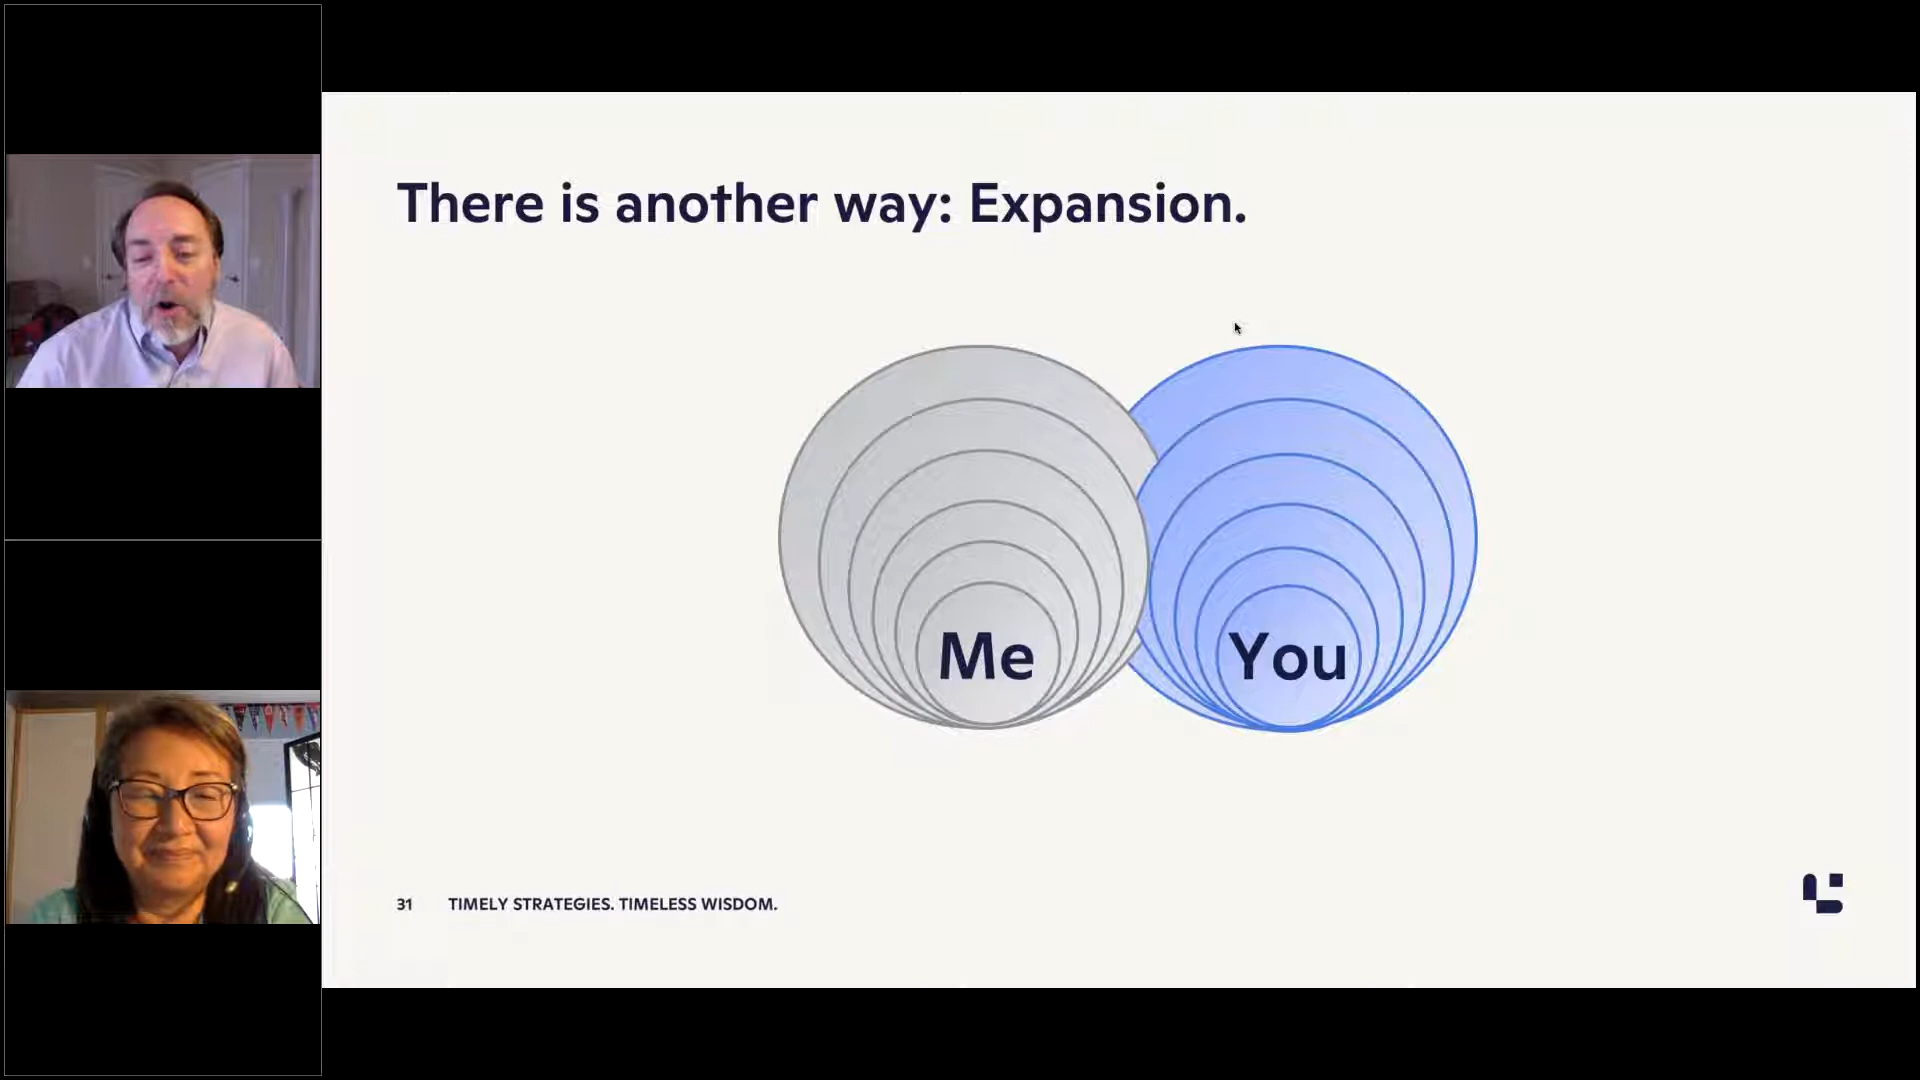 There is another way: Expansion.
Me
You
31 TIMELY STRATEGIES. TIMELESS WISDOM.